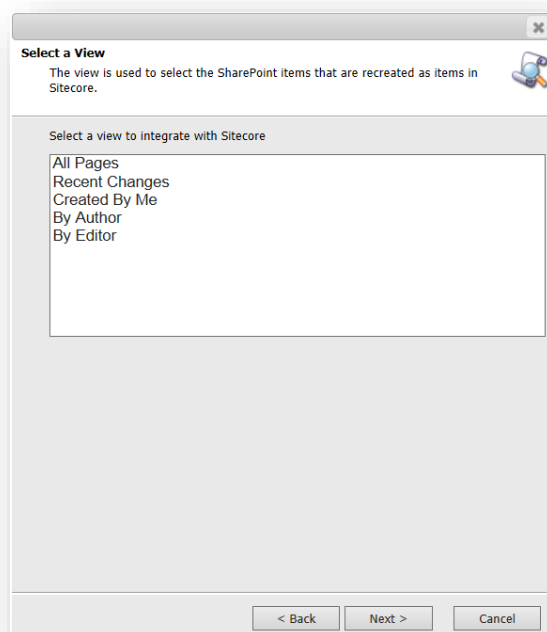 Select a View
The view is used to select the SharePoint items that are recreated as items in
Sitecore.
Select a view to integrate with Sitecore
All Pages
Recent Changes
Created By Me
By Author
By Editor
< Back
Next >
Cancel